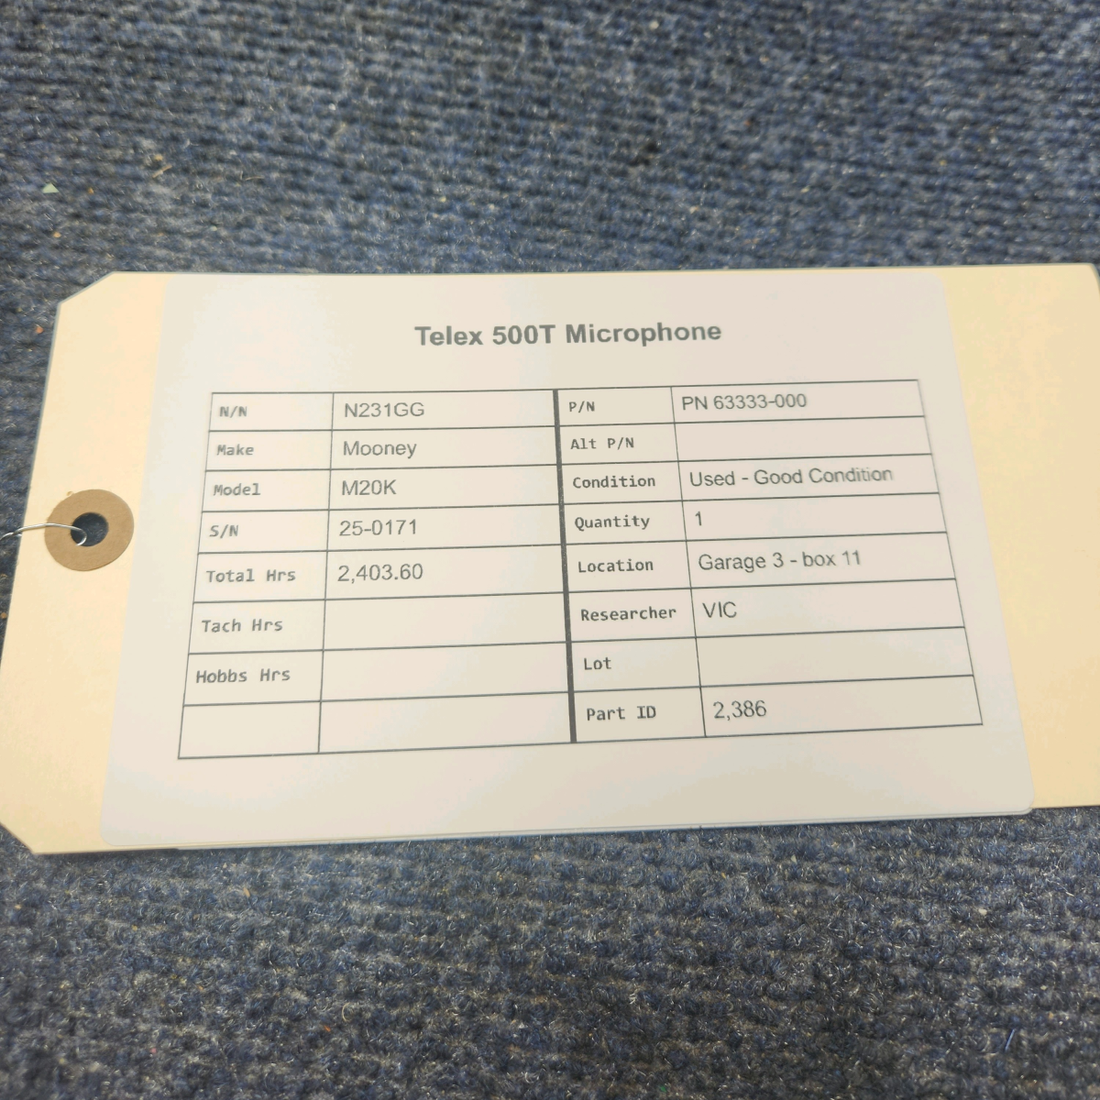 Telex 500T Microphone
N/N N231GG P/N PN 63333-000
Make Mooney Alt P/N
Model M20K Condition Used - Good Condition
S/N 25-0171 Quantity 1
Total Hrs 2,403.60 Location Garage 3 - box 11
Tach Hrs Researcher VIC
Hobbs Hrs Lot
Part ID 2,386